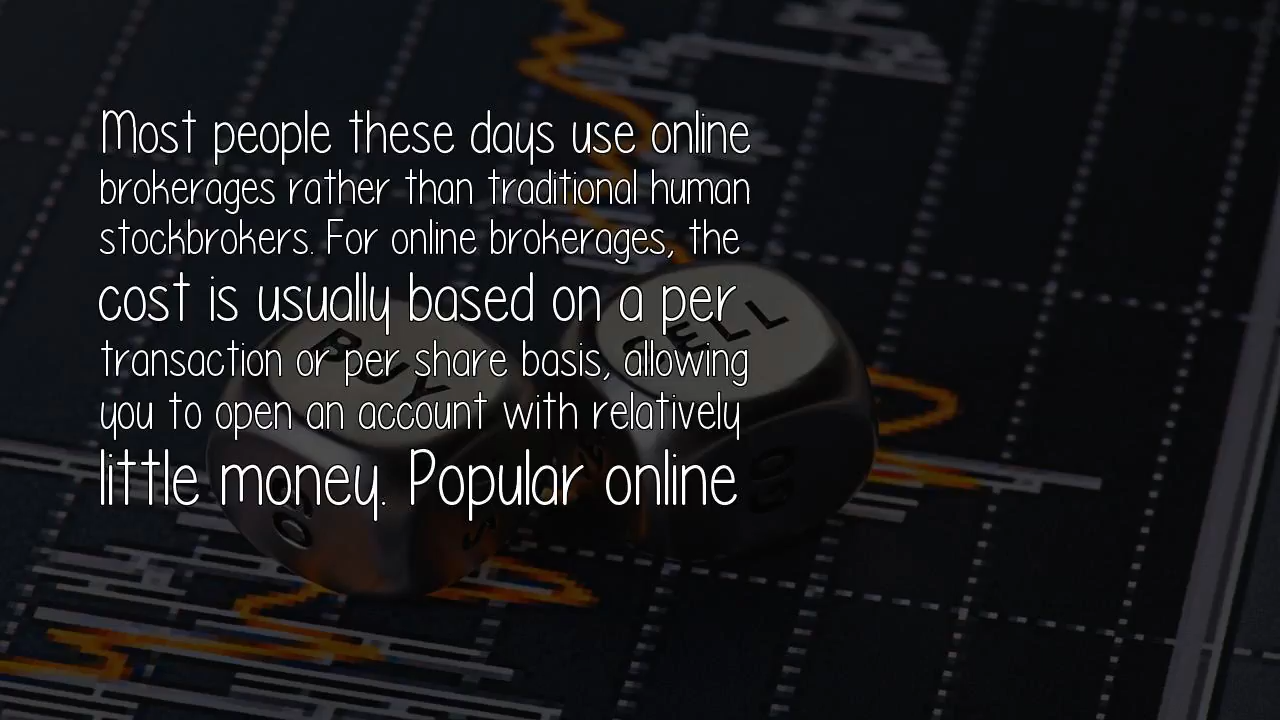 Most people these days use online
brokerages rather than traditional human
stockbrokers. For online brokerages, the
cost is usually based on a per
transaction or per share basis, allowing
you to open an account with relatively
little money. Popular online
BUY
SELL